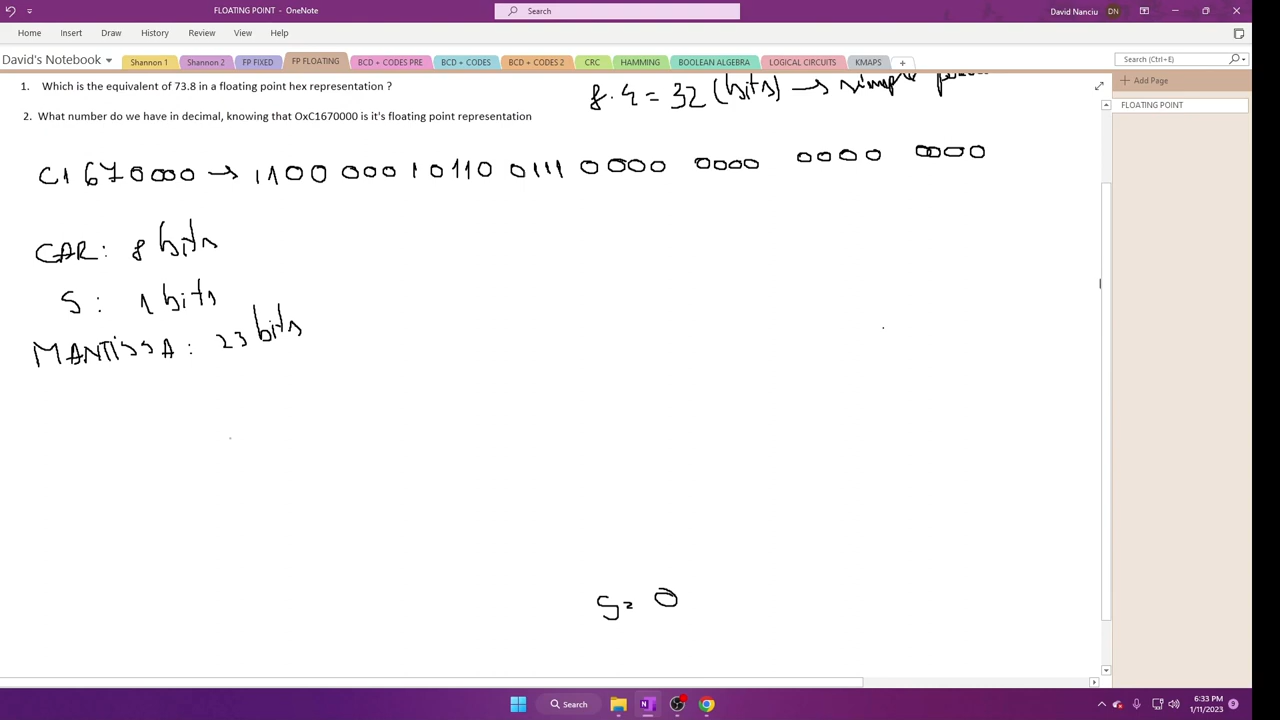 FLOATING POINT - OneNote
Search
David Nanciu DN
Home Insert Draw History Review View Help
David's Notebook Shannon 1 Shannon 2 FP FIXED FP FLOATING BCD + CODES PRE BCD + CODES BCD + CODES 2 CRC HAMMING BOOLEAN ALGEBRA LOGICAL CIRCUITS KMAPS + Search (Ctrl+E)
1. Which is the equivalent of 73.8 in a floating point hex representation ?
8·4 = 32 (bits) → simple
Add Page
FLOATING POINT
2. What number do we have in decimal, knowing that OxC1670000 is it's floating point representation
C1670000 → 1100 0001 0110 0111 0000 0000 0000 0000
CAR: 8 bits
S: 1 bits
MANTISSA: 23 bits
S= 0
Search
6:33 PM
1/11/2023